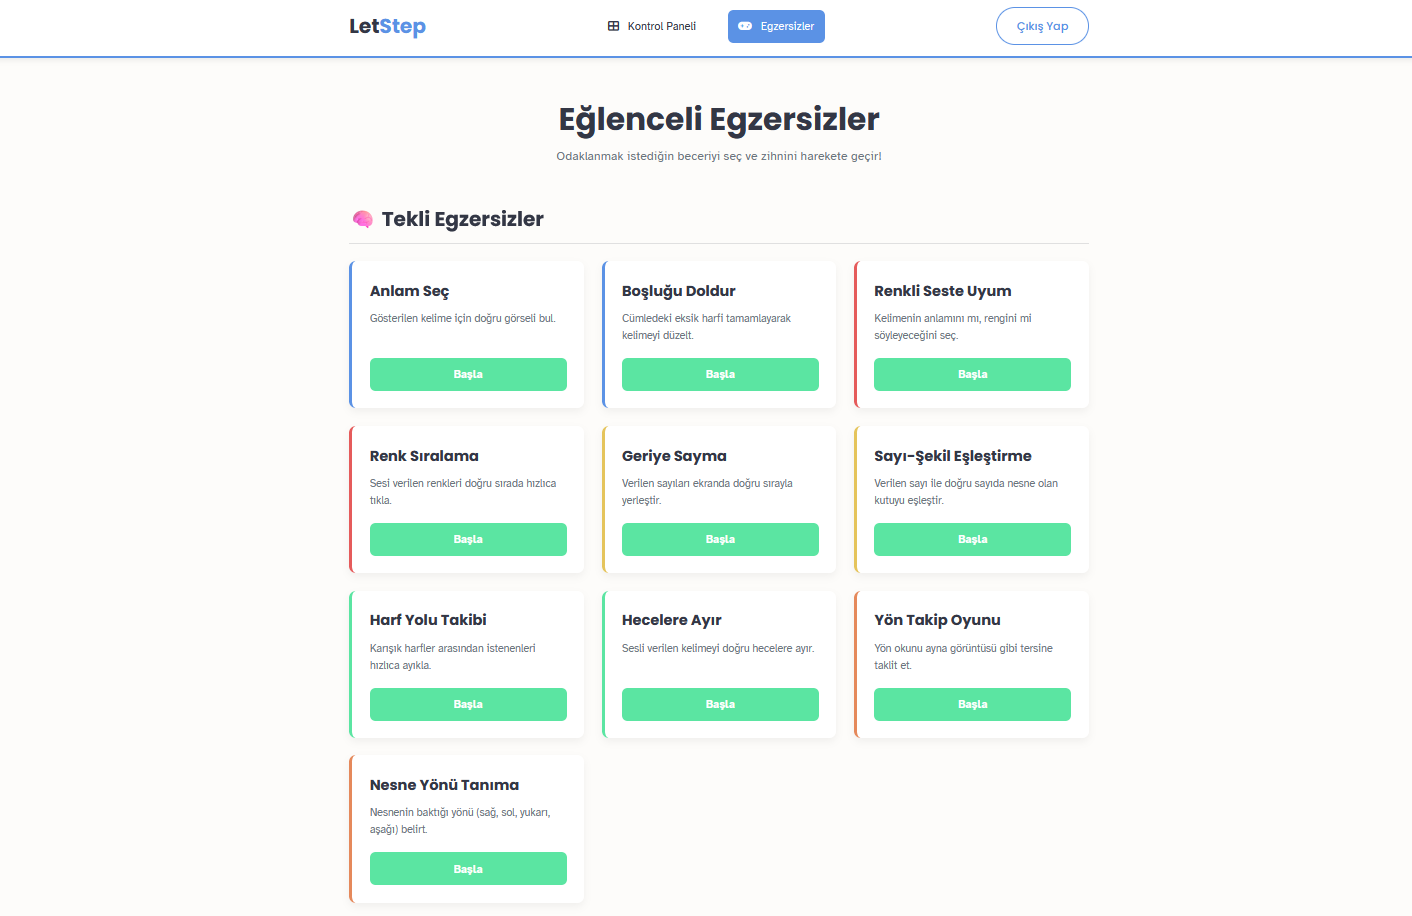 LetStep
Kontrol Paneli
Egzersizler
Çıkış Yap
Eğlenceli Egzersizler
Odaklanmak istediğin beceriyi seç ve zihnini harekete geçir!
Tekli Egzersizler
Anlam Seç
Gösterilen kelime için doğru görseli bul.
Başla
Boşluğu Doldur
Cümledeki eksik harfi tamamlayarak
kelimeyi düzelt.
Başla
Renkli Seste Uyum
Kelimenin anlamını mı, rengini mi
söyleyeceğini seç.
Başla
Renk Sıralama
Sesi verilen renkleri doğru sırada hızlıca
tıkla.
Başla
Geriye Sayma
Verilen sayıları ekranda doğru sırayla
yerleştir.
Başla
Sayı-Şekil Eşleştirme
Verilen sayı ile doğru sayıda nesne olan
kutuyu eşleştir.
Başla
Harf Yolu Takibi
Karışık harfler arasından istenenleri
hızlıca ayıkla.
Başla
Hecelere Ayır
Sesli verilen kelimeyi doğru hecelere ayır.
Başla
Yön Takip Oyunu
Yön okunu ayna görüntüsü gibi tersine
taklit et.
Başla
Nesne Yönü Tanıma
Nesnenin baktığı yönü (sağ, sol, yukarı,
aşağı) belirt.
Başla